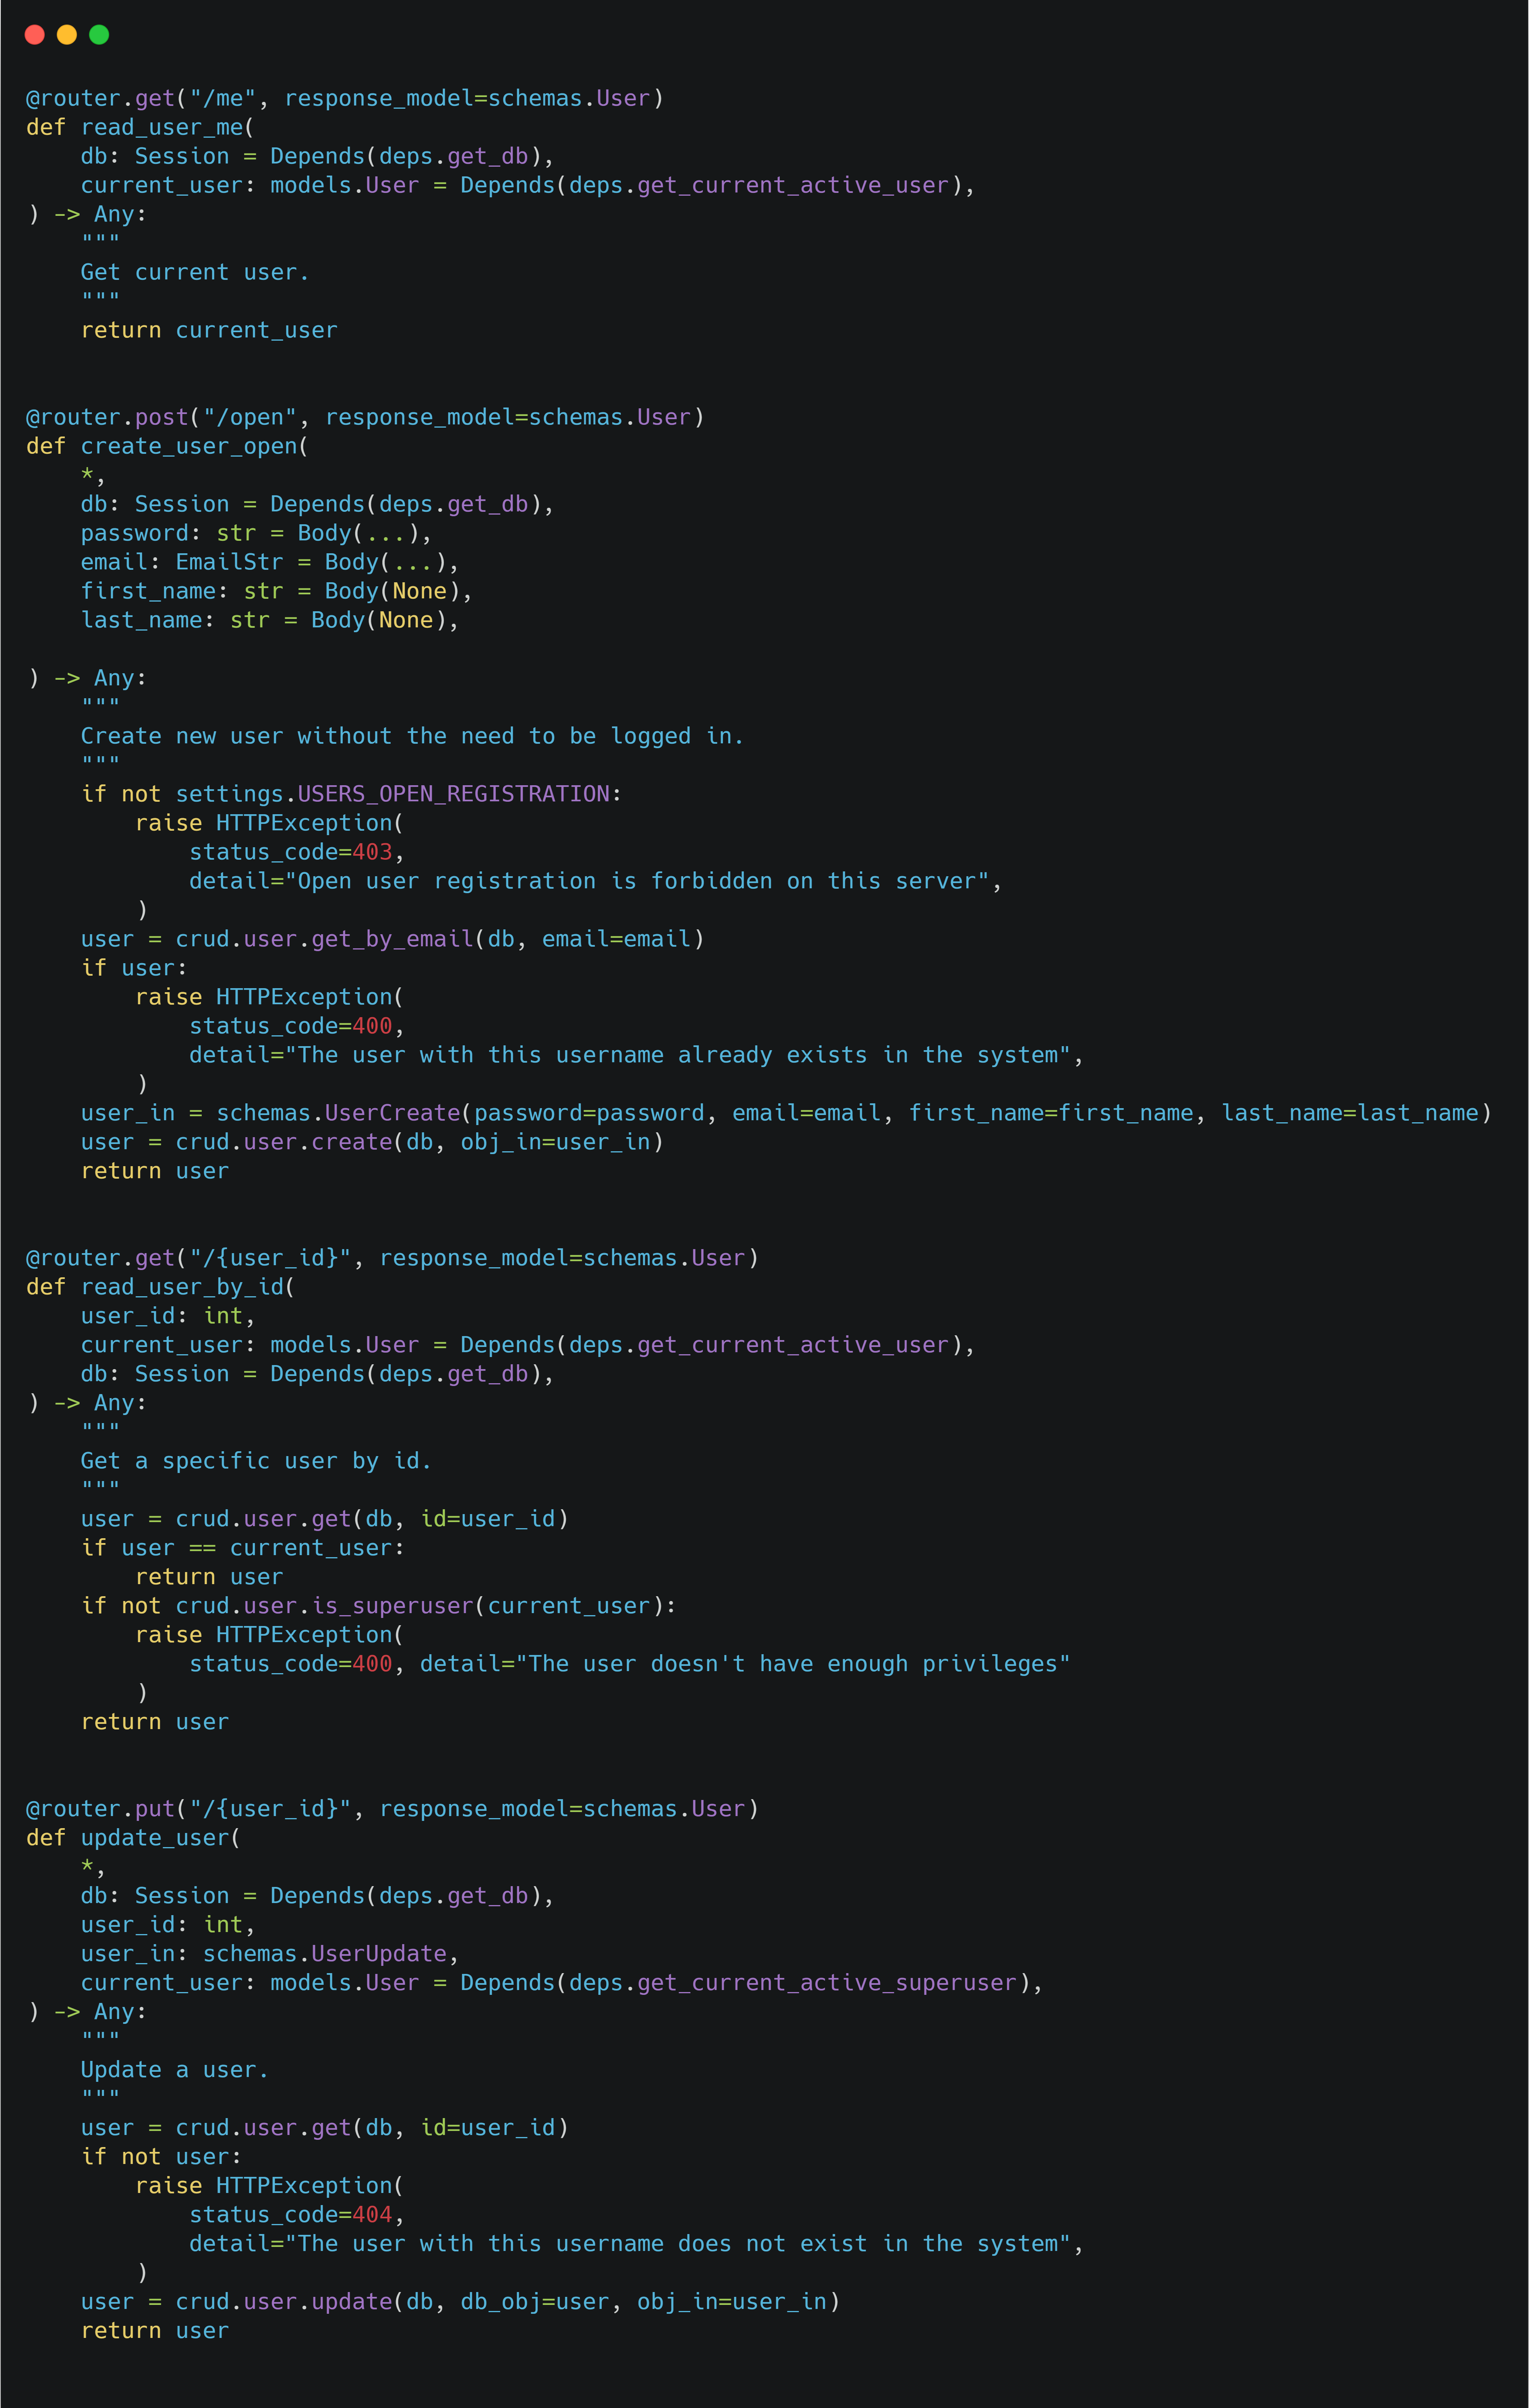 @router.get("/me", response_model=schemas.User)
def read_user_me(
    db: Session = Depends(deps.get_db),
    current_user: models.User = Depends(deps.get_current_active_user),
) -> Any:
    """
    Get current user.
    """
    return current_user


@router.post("/open", response_model=schemas.User)
def create_user_open(
    *,
    db: Session = Depends(deps.get_db),
    password: str = Body(...),
    email: EmailStr = Body(...),
    first_name: str = Body(None),
    last_name: str = Body(None),

) -> Any:
    """
    Create new user without the need to be logged in.
    """
    if not settings.USERS_OPEN_REGISTRATION:
        raise HTTPException(
            status_code=403,
            detail="Open user registration is forbidden on this server",
        )
    user = crud.user.get_by_email(db, email=email)
    if user:
        raise HTTPException(
            status_code=400,
            detail="The user with this username already exists in the system",
        )
    user_in = schemas.UserCreate(password=password, email=email, first_name=first_name, last_name=last_name)
    user = crud.user.create(db, obj_in=user_in)
    return user


@router.get("/{user_id}", response_model=schemas.User)
def read_user_by_id(
    user_id: int,
    current_user: models.User = Depends(deps.get_current_active_user),
    db: Session = Depends(deps.get_db),
) -> Any:
    """
    Get a specific user by id.
    """
    user = crud.user.get(db, id=user_id)
    if user == current_user:
        return user
    if not crud.user.is_superuser(current_user):
        raise HTTPException(
            status_code=400, detail="The user doesn't have enough privileges"
        )
    return user


@router.put("/{user_id}", response_model=schemas.User)
def update_user(
    *,
    db: Session = Depends(deps.get_db),
    user_id: int,
    user_in: schemas.UserUpdate,
    current_user: models.User = Depends(deps.get_current_active_superuser),
) -> Any:
    """
    Update a user.
    """
    user = crud.user.get(db, id=user_id)
    if not user:
        raise HTTPException(
            status_code=404,
            detail="The user with this username does not exist in the system",
        )
    user = crud.user.update(db, db_obj=user, obj_in=user_in)
    return user